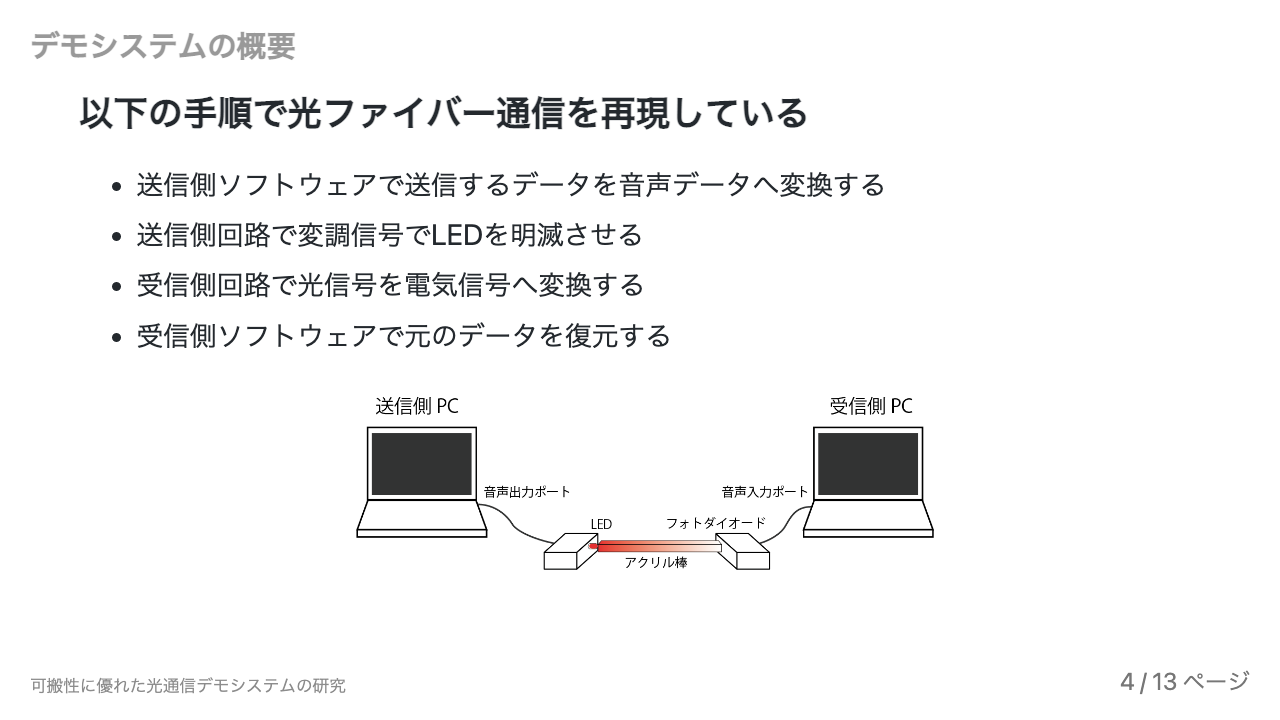 デモシステムの概要
以下の手順で光ファイバー通信を再現している
• 送信側ソフトウェアで送信するデータを音声データへ変換する
• 送信側回路で変調信号でLEDを明滅させる
• 受信側回路で光信号を電気信号へ変換する
• 受信側ソフトウェアで元のデータを復元する
送信側 PC
受信側 PC
音声出力ポート
音声入力ポート
LED
フォトダイオード
アクリル棒
可搬性に優れた光通信デモシステムの研究
4 / 13 ページ